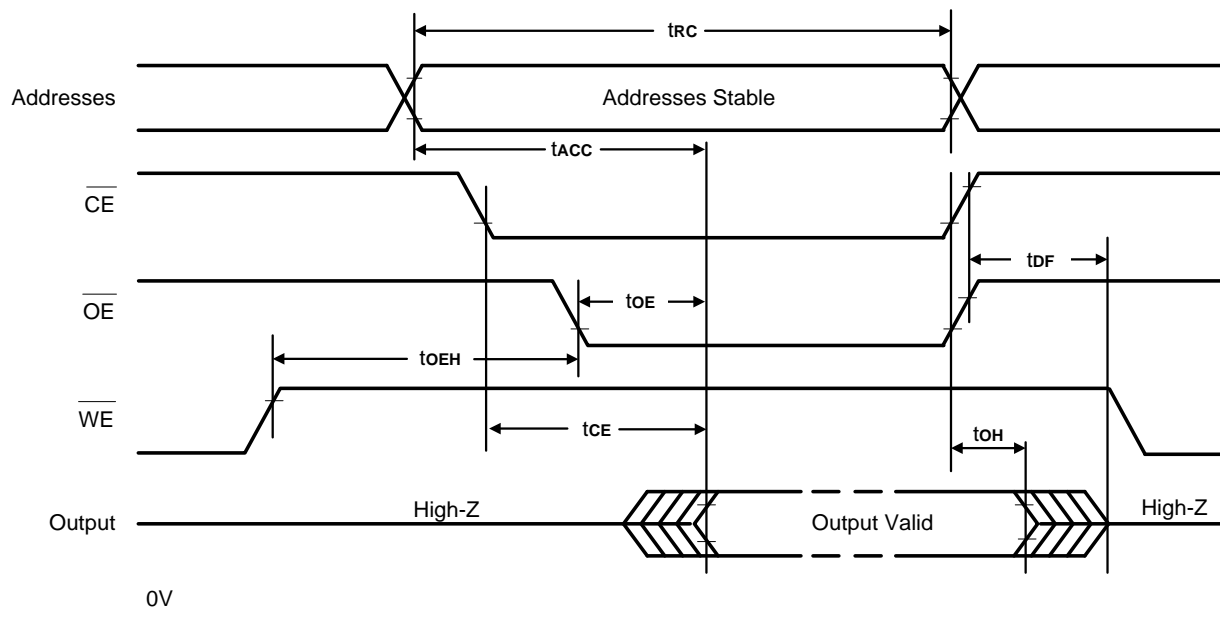 tRC
Addresses
Addresses Stable
tACC
CE
tDF
OE
tOE
tOEH
WE
tCE
tOH
High-Z
High-Z
Output
Output Valid
0V